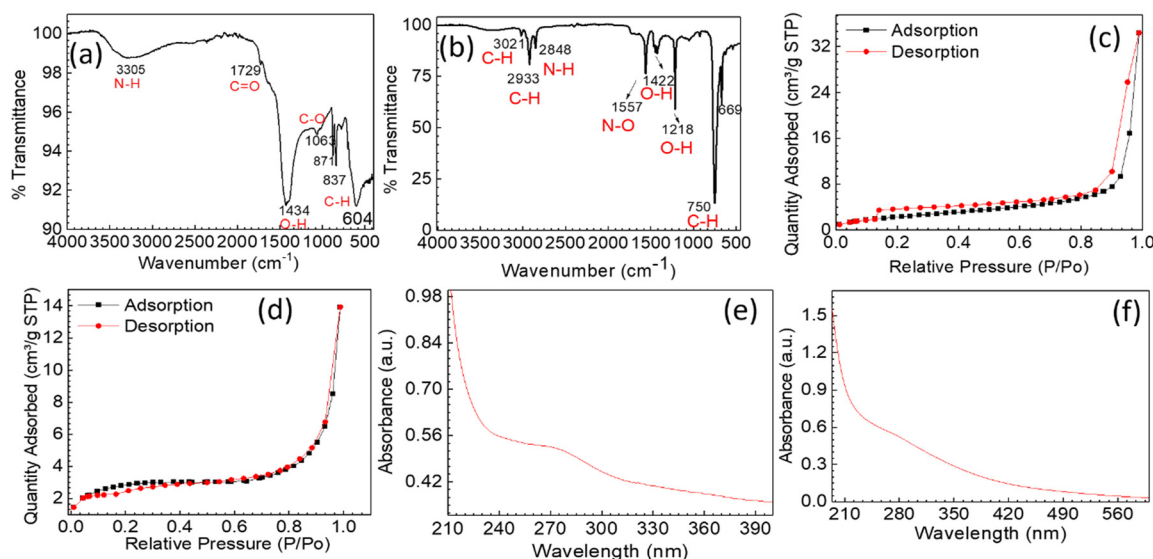 (a)
% Transmittance
100
98
96
94
92
90
3305
N-H
1729
C=O
C-O
1063
871
837
C-H
1434
O-H
604
4000
3000
2000
1000
400
Wavenumber (cm⁻¹)
(b)
% Transmittance
100
75
50
25
0
3021
C-H
2848
N-H
2933
C-H
1557
N-O
1422
O-H
1218
O-H
669
750
C-H
4000
3500
2500
1500
500
Wavenumber (cm⁻¹)
(c)
Adsorption
Desorption
Quantity Adsorbed (cm³/g STP)
32
24
16
8
0
0.0
0.2
0.4
0.6
0.8
1.0
Relative Pressure (P/Po)
(d)
Adsorption
Desorption
Quantity Adsorbed (cm³/g STP)
14
12
10
8
6
4
2
0.0
0.2
0.4
0.6
0.8
1.0
Relative Pressure (P/Po)
(e)
Absorbance (a.u.)
0.98
0.84
0.70
0.56
0.42
210
240
270
300
330
360
390
Wavelength (nm)
(f)
Absorbance (a.u.)
1.5
1.2
0.9
0.6
0.3
0.0
210
280
350
420
490
560
Wavelength (nm)